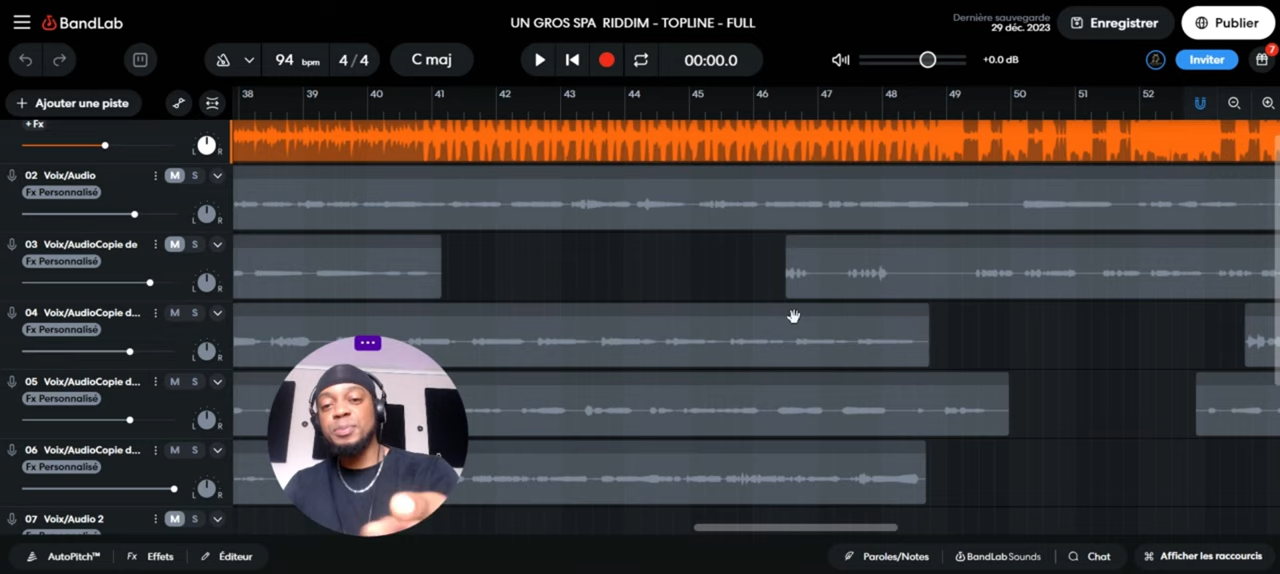 BandLab
UN GROS SPA RIDDIM - TOPLINE - FULL
Dernière sauvegarde
29 déc. 2023
Enregistrer
Publier
94 bpm
4/4
C maj
00:00.0
+0.0 dB
Inviter
7
+ Ajouter une piste
38 39 40 41 42 43 44 45 46 47 48 49 50 51 52
+ Fx
L R
02 Voix/Audio M S
Fx Personnalisé
L R
03 Voix/AudioCopie de M S
Fx Personnalisé
L R
04 Voix/AudioCopie d... M S
Fx Personnalisé
L R
05 Voix/AudioCopie d... M S
Fx Personnalisé
L R
06 Voix/AudioCopie d... M S
Fx Personnalisé
L R
07 Voix/Audio 2 M S
Fx Personnalisé
AutoPitch™
Fx Effets
Éditeur
Paroles/Notes
BandLab Sounds
Chat
Afficher les raccourcis